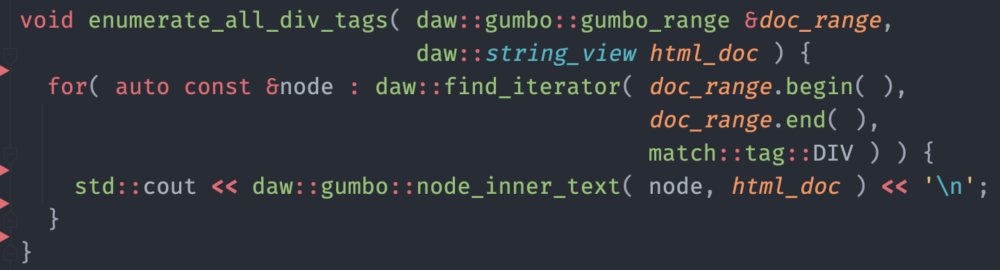 void enumerate_all_div_tags( daw::gumbo::gumbo_range &doc_range,
                             daw::string_view html_doc ) {
  for( auto const &node : daw::find_iterator( doc_range.begin( ),
                                              doc_range.end( ),
                                              match::tag::DIV ) ) {
    std::cout << daw::gumbo::node_inner_text( node, html_doc ) << '\n';
  }
}